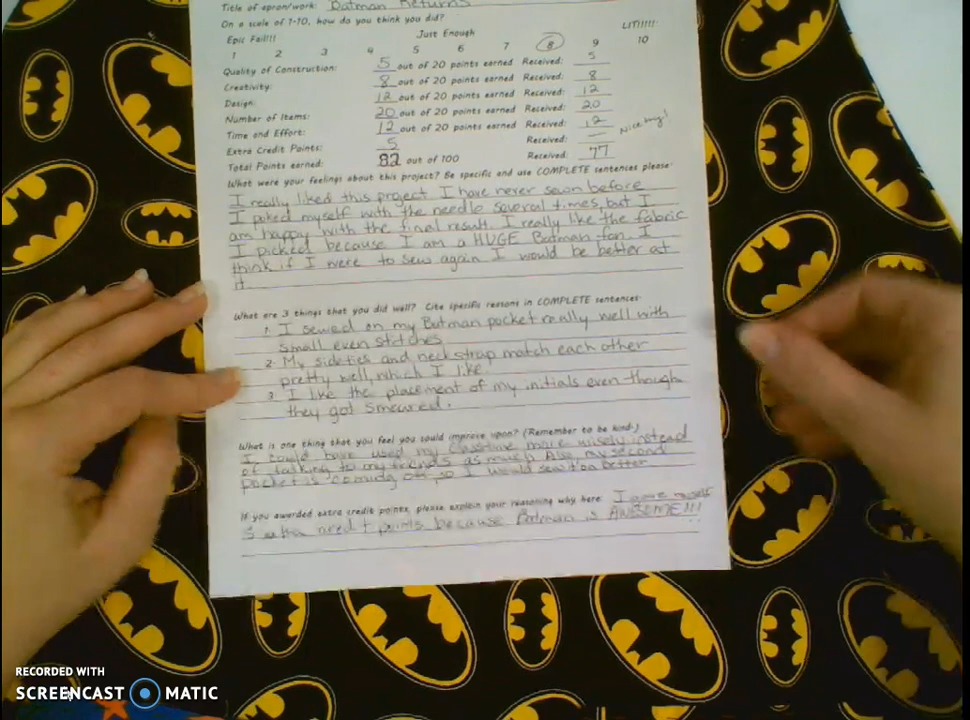 Title of apron/work: Batman Returns
On a scale of 1-10, how do you think you did?
Epic Fail!!! Just Enough LIT!!!!!
1 2 3 4 5 6 7 8 9 10
Quality of Construction: 5 out of 20 points earned Received: 5
Creativity: 8 out of 20 points earned Received: 8
Design: 12 out of 20 points earned Received: 12
Number of Items: 20 out of 20 points earned Received: 20
Time and Effort: 12 out of 20 points earned Received: 12
Extra Credit Points: 5 Received: — Nice try!
Total Points earned: 82 out of 100 Received: 77
What were your feelings about this project? Be specific and use COMPLETE sentences please:
I really liked this project I have never sewn before
I poked myself with the needle several times, but I
am happy with the final result. I really like the fabric
I picked because I am a HUGE Batman fan. I
think if I were to sew again I would be better at
it.
What are 3 things that you did well? Cite specific reasons in COMPLETE sentences:
1. I sewed on my Batman pocket really well with
small even stitches
2. My side ties and neck strap match each other
pretty well, which I like.
3. I like the placement of my initials even though
they got smeared.
What is one thing that you feel you could improve upon? (Remember to be kind.)
I could have used my classtime more wisely instead
of talking to my friends as much. Also, my second
pocket is coming off, so I would sew it on better
If you awarded extra credit points, please explain your reasoning why here: I gave myself
5 points because Batman is AWESOME!!!
RECORDED WITH
SCREENCAST MATIC